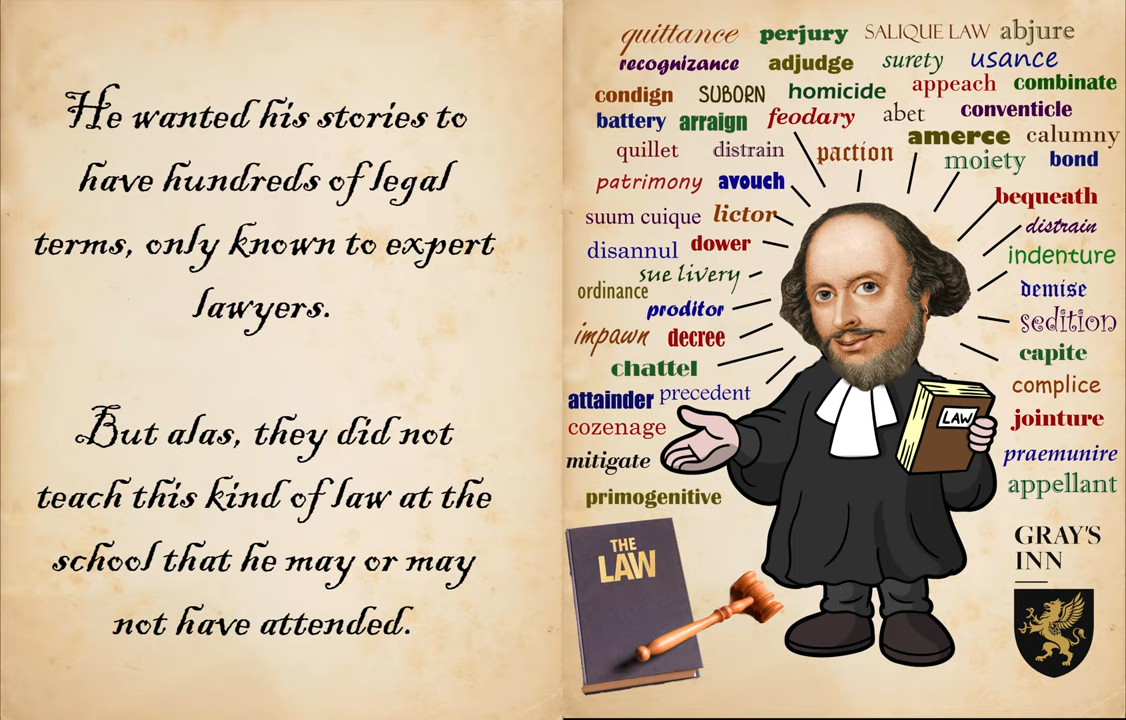 He wanted his stories to
have hundreds of legal
terms, only known to expert
lawyers.
But alas, they did not
teach this kind of law at the
school that he may or may
not have attended.
quittance perjury SALIQUE LAW abjure
recognizance adjudge surety usance
condign SUBORN homicide appeach combinate
battery arraign feodary abet conventicle
amerce calumny
quillet distrain paction moiety bond
patrimony avouch bequeath
suum cuique lictor distrain
disannul dower indenture
sue livery
ordinance demise
proditor sedition
impawn decree capite
chattel complice
attainder precedent
LAW jointure
cozenage
mitigate praemunire
primogenitive appellant
THE
LAW
GRAY'S
INN